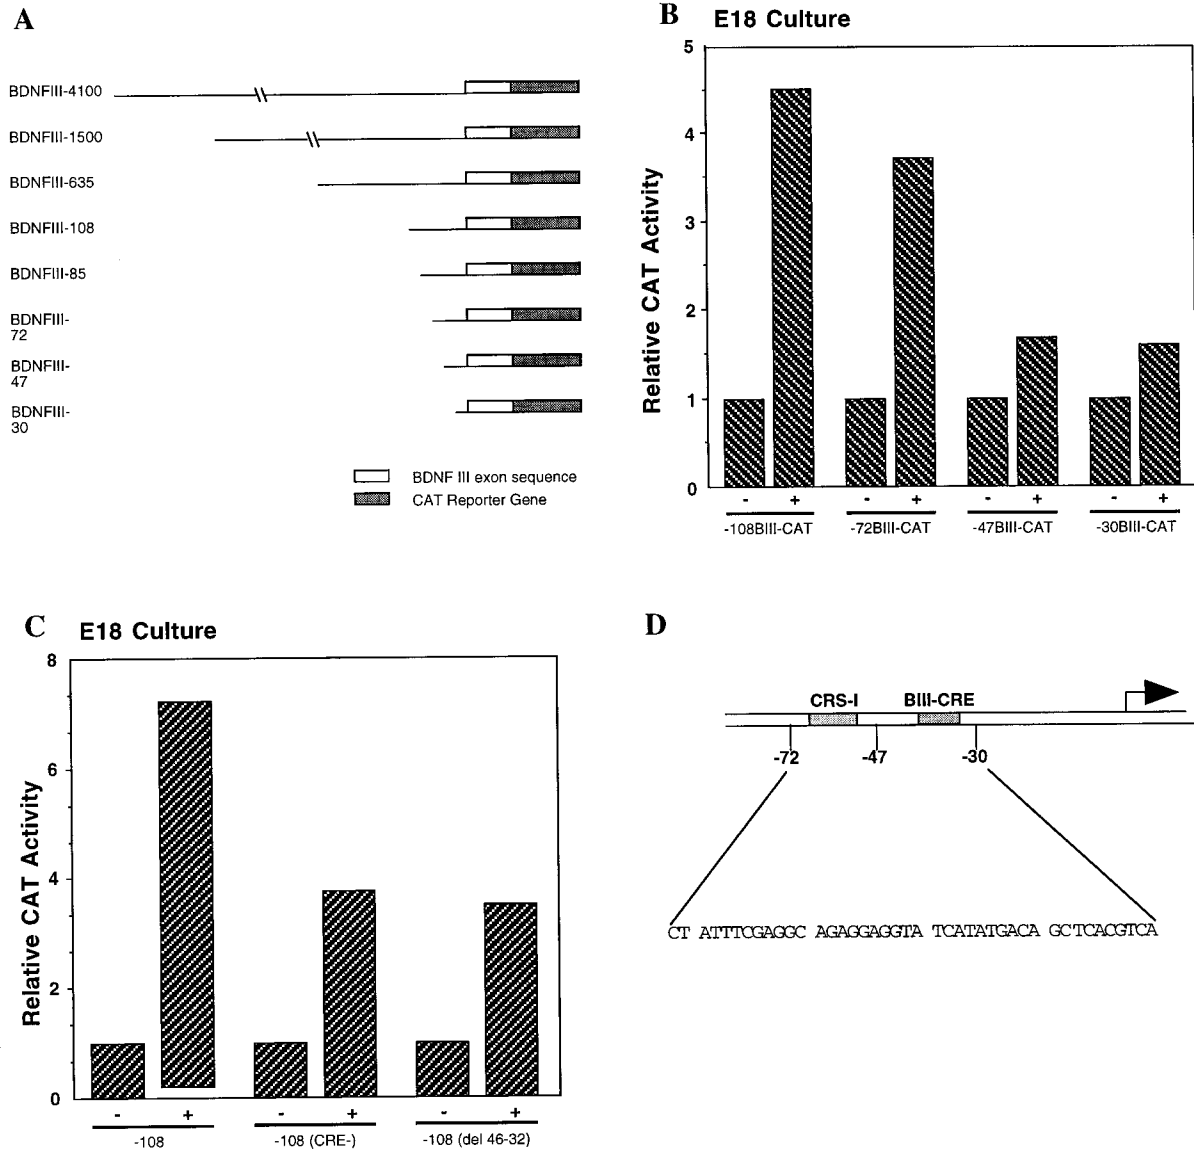 A
BDNFIII-4100
BDNFIII-1500
BDNFIII-635
BDNFIII-108
BDNFIII-85
BDNFIII-
72
BDNFIII-
47
BDNFIII-
30
BDNF III exon sequence
CAT Reporter Gene
B
E18 Culture
Relative CAT Activity
5
4
3
2
1
0
- + - + - + - +
-108BIII-CAT -72BIII-CAT -47BIII-CAT -30BIII-CAT
C
E18 Culture
Relative CAT Activity
8
6
4
2
0
- + - + - +
-108 -108 (CRE-) -108 (del 46-32)
D
CRS-I BIII-CRE
-72 -47 -30
CT ATTTCGAGGC AGAGGAGGTA TCATATGACA GCTCACGTCA